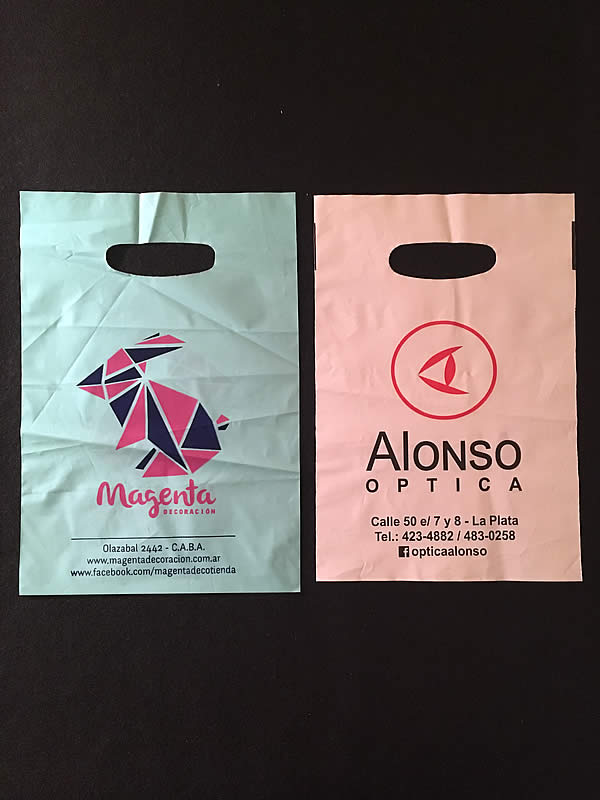 Magenta
DECORACIÓN
Olazabal 2442 - C.A.B.A.
www.magentadecoracion.com.ar
www.facebook.com/magentadecotienda
Alonso
OPTICA
Calle 50 e/ 7 y 8 - La Plata
Tel.: 423-4882 / 483-0258
opticaalonso